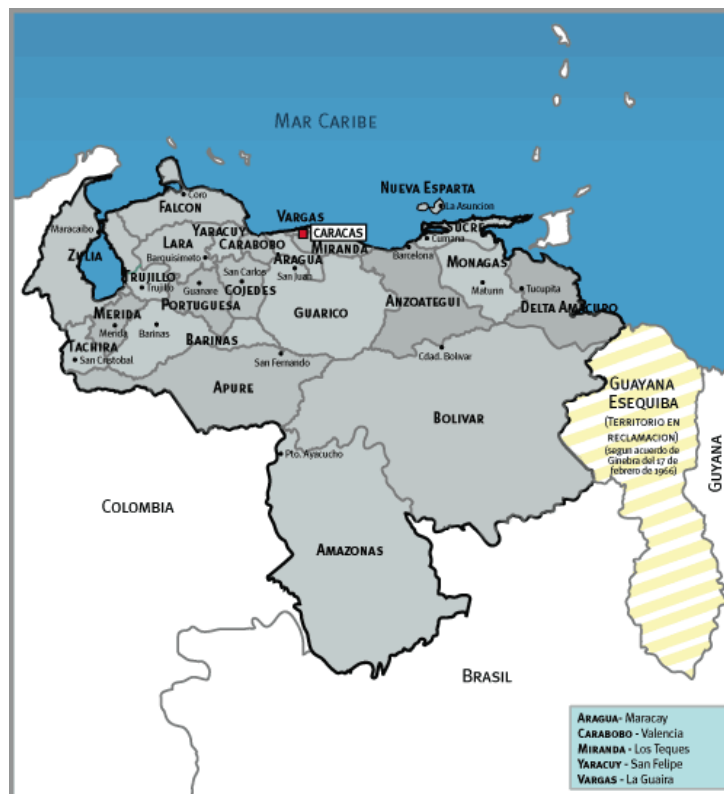 MAR CARIBE
NUEVA ESPARTA
La Asuncion
Coro
FALCON
VARGAS
CARACAS
SUCRE
Cumana
Maracaibo
YARACUY
LARA
CARABOBO
MIRANDA
Barcelona
ZULIA
Barquisimeto
ARAGUA
MONAGAS
San Carlos
San Juan
TRUJILLO
Trujillo
Guanare
COJEDES
Maturin
Tucupita
PORTUGUESA
ANZOATEGUI
DELTA AMACURO
MERIDA
GUARICO
Merida
Barinas
BARINAS
TACHIRA
San Cristobal
San Fernando
Cdad. Bolivar
APURE
BOLIVAR
GUAYANA
ESEQUIBA
(TERRITORIO EN
RECLAMACION)
(segun acuerdo de
Ginebra del 17 de
febrero de 1966)
GUYANA
Pto. Ayacucho
COLOMBIA
AMAZONAS
BRASIL
ARAGUA- Maracay
CARABOBO - Valencia
MIRANDA - Los Teques
YARACUY - San Felipe
VARGAS - La Guaira